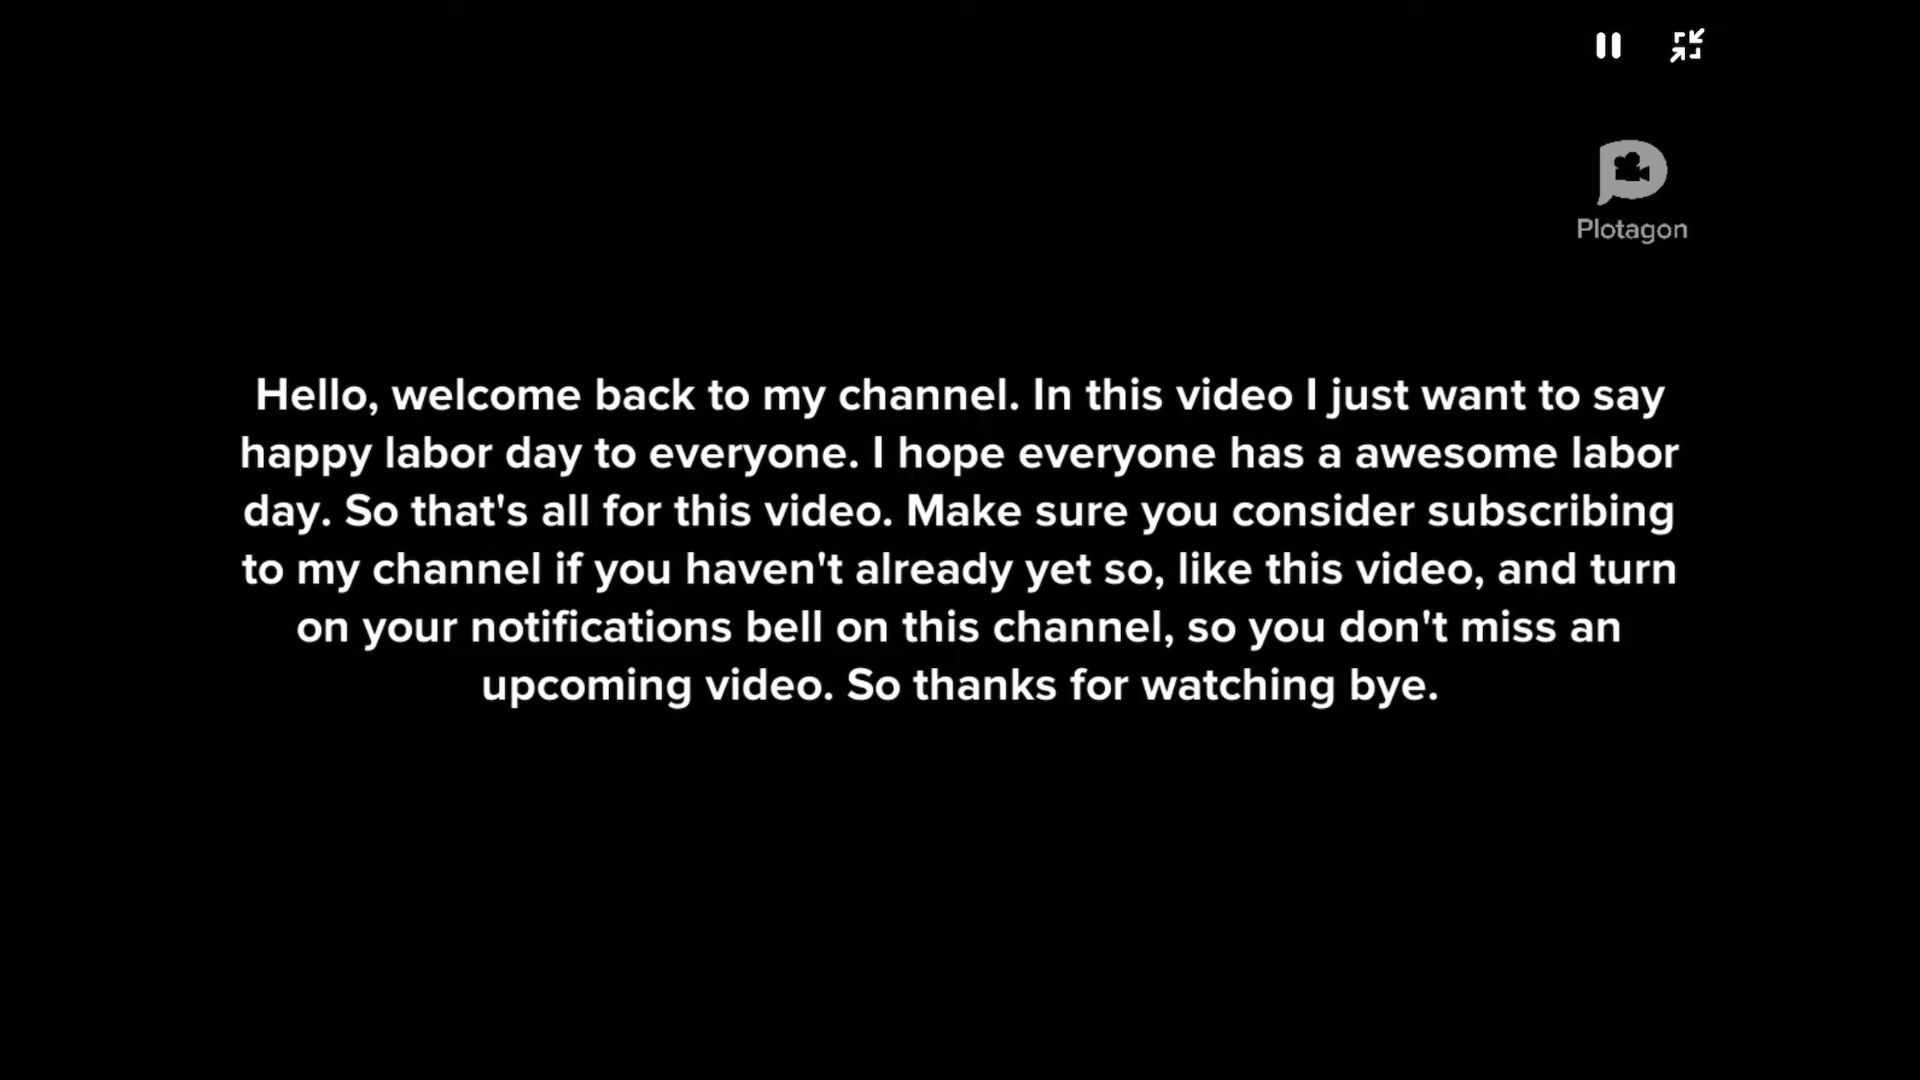 Plotagon
Hello, welcome back to my channel. In this video I just want to say
happy labor day to everyone. I hope everyone has a awesome labor
day. So that's all for this video. Make sure you consider subscribing
to my channel if you haven't already yet so, like this video, and turn
on your notifications bell on this channel, so you don't miss an
upcoming video. So thanks for watching bye.